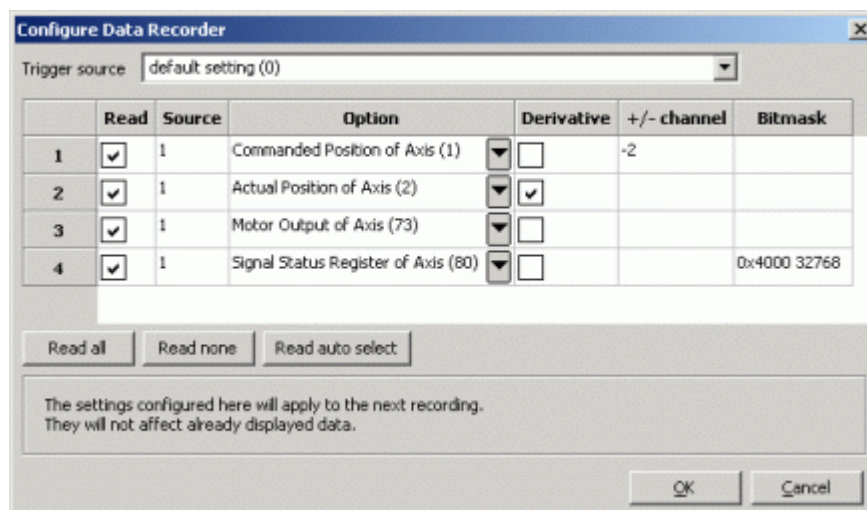 Configure Data Recorder
Trigger source default setting (0)
Read Source Option Derivative +/- channel Bitmask
1 1 Commanded Position of Axis (1) -2
2 1 Actual Position of Axis (2)
3 1 Motor Output of Axis (73)
4 1 Signal Status Register of Axis (80) 0x4000 32768
Read all Read none Read auto select
The settings configured here will apply to the next recording.
They will not affect already displayed data.
OK Cancel